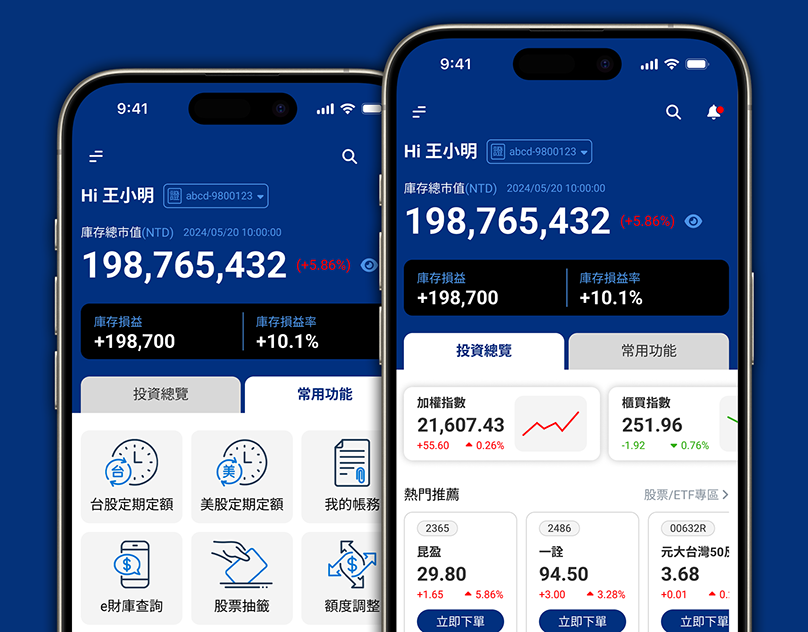 9:41
Hi 王小明
證 abcd-9800123
庫存總市值(NTD) 2024/05/20 10:00:00
198,765,432 (+5.86%)
庫存損益 庫存損益率
+198,700 +10.1%
投資總覽 常用功能
台
美
台股定期定額 美股定期定額 我的帳務
$
$
e財庫查詢 股票抽籤 額度調整
9:41
Hi 王小明
證 abcd-9800123
庫存總市值(NTD) 2024/05/20 10:00:00
198,765,432 (+5.86%)
庫存損益 庫存損益率
+198,700 +10.1%
投資總覽 常用功能
加權指數 櫃買指數
21,607.43 251.96
+55.60 0.26% -1.92 0.76%
熱門推薦 股票/ETF專區
2365 2486 00632R
昆盈 一詮 元大台灣50
29.80 94.50 3.68
+1.65 5.86% +3.00 3.28% +0.01
立即下單 立即下單 立即下單